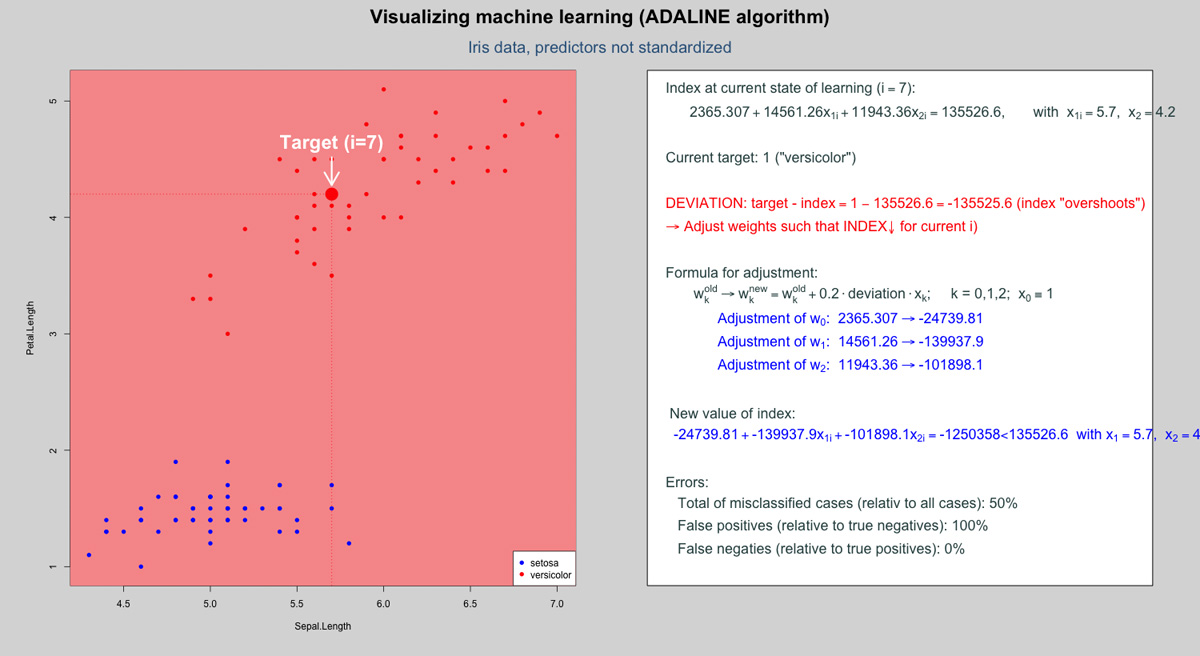 Visualizing machine learning (ADALINE algorithm)
Iris data, predictors not standardized
Target (i=7)
5
4
3
2
1
Petal.Length
4.5 5.0 5.5 6.0 6.5 7.0
Sepal.Length
setosa
versicolor
Index at current state of learning (i = 7):
2365.307 + 14561.26x1i + 11943.36x2i = 135526.6, with x1i = 5.7, x2 = 4.2
Current target: 1 ("versicolor")
DEVIATION: target - index = 1 − 135526.6 = -135525.6 (index "overshoots")
→ Adjust weights such that INDEX↓ for current i)
Formula for adjustment:
wk^old → wk^new = wk^old + 0.2 · deviation · xk; k = 0,1,2; x0 ≡ 1
Adjustment of w0: 2365.307 → -24739.81
Adjustment of w1: 14561.26 → -139937.9
Adjustment of w2: 11943.36 → -101898.1
New value of index:
-24739.81 + -139937.9x1i + -101898.1x2i = -1250358<135526.6 with x1 = 5.7, x2 = 4
Errors:
Total of misclassified cases (relativ to all cases): 50%
False positives (relative to true negatives): 100%
False negaties (relative to true positives): 0%